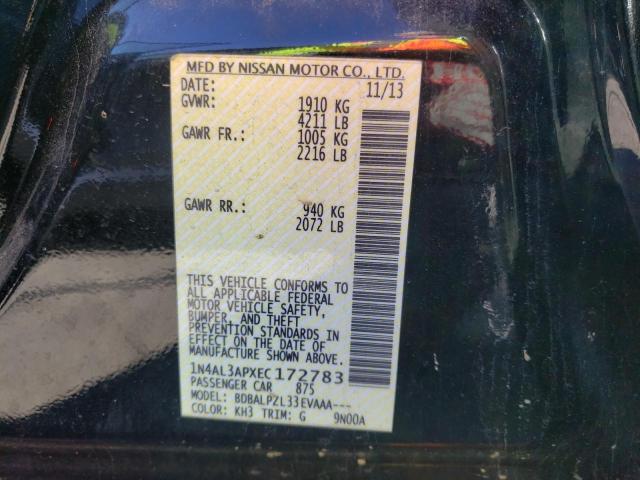 MFD BY NISSAN MOTOR CO., LTD.
DATE: 11/13
GVWR: 1910 KG
4211 LB
GAWR FR.: 1005 KG
2216 LB
GAWR RR.: 940 KG
2072 LB
THIS VEHICLE CONFORMS TO
ALL APPLICABLE FEDERAL
MOTOR VEHICLE SAFETY,
BUMPER, AND THEFT
PREVENTION STANDARDS IN
EFFECT ON THE DATE OF
MANUFACTURE SHOWN ABOVE.
1N4AL3APXEC172783
PASSENGER CAR 875
MODEL: BDBALPZL33EVAAA---
COLOR: KH3 TRIM: G 9N00A